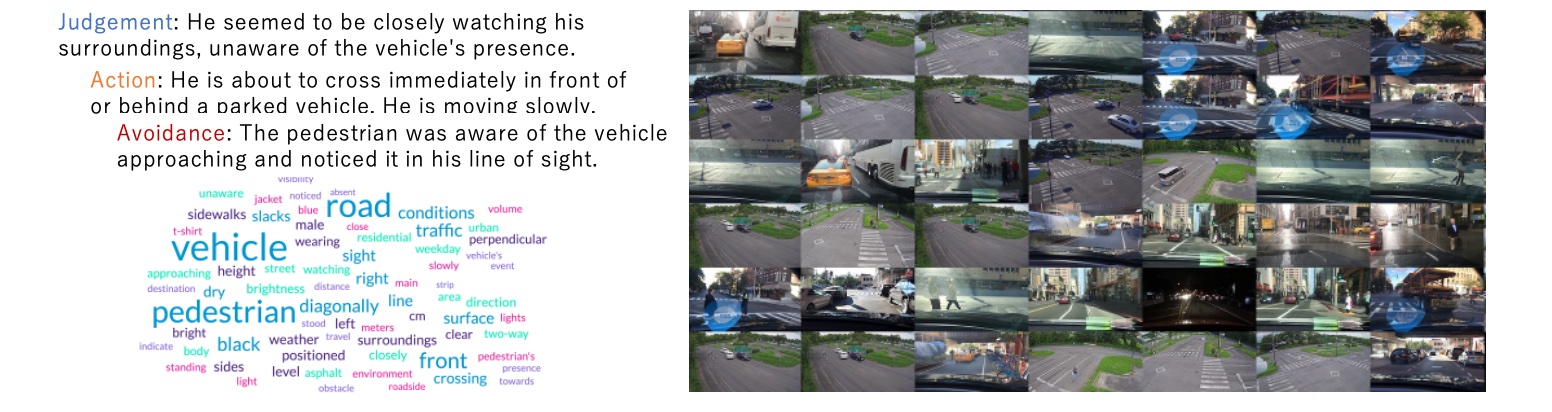 Judgement: He seemed to be closely watching his
surroundings, unaware of the vehicle's presence.
Action: He is about to cross immediately in front of
or behind a parked vehicle. He is moving slowly.
Avoidance: The pedestrian was aware of the vehicle
approaching and noticed it in his line of sight.
visibility
unaware jacket noticed absent
sidewalks slacks blue road conditions volume
t-shirt male close traffic urban
vehicle wearing residential perpendicular
sight weekday vehicle's
approaching height street watching slowly event
destination dry brightness distance right main strip
pedestrian diagonally line area direction
cm surface lights
stood left meters
bright weather travel surroundings clear two-way
indicate body black positioned closely front pedestrian's
standing sides level asphalt environment crossing presence
light obstacle roadside towards